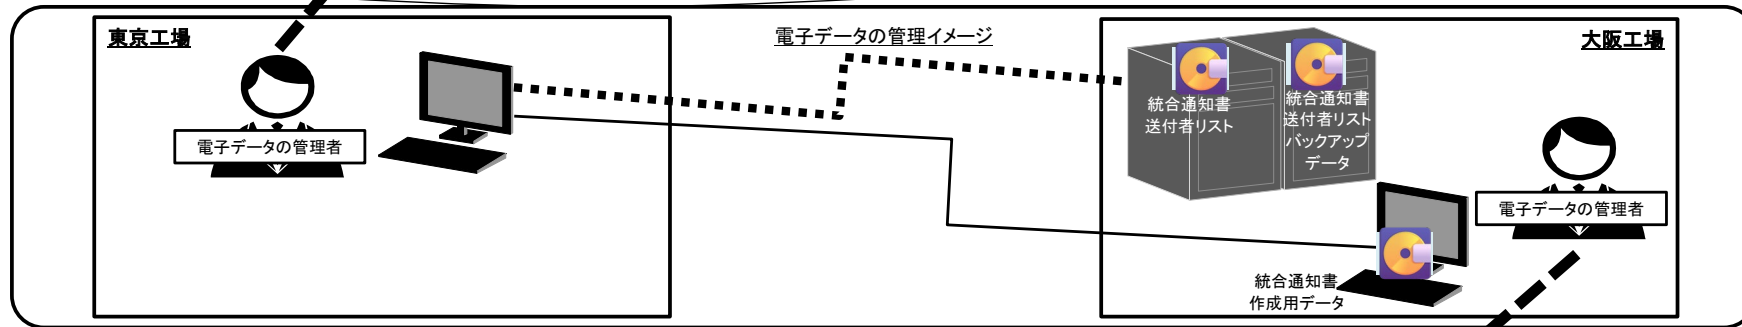 東京工場
電子データの管理者
電子データの管理イメージ
大阪工場
統合通知書
送付者リスト
統合通知書
送付者リスト
バックアップ
データ
電子データの管理者
統合通知書
作成用データ